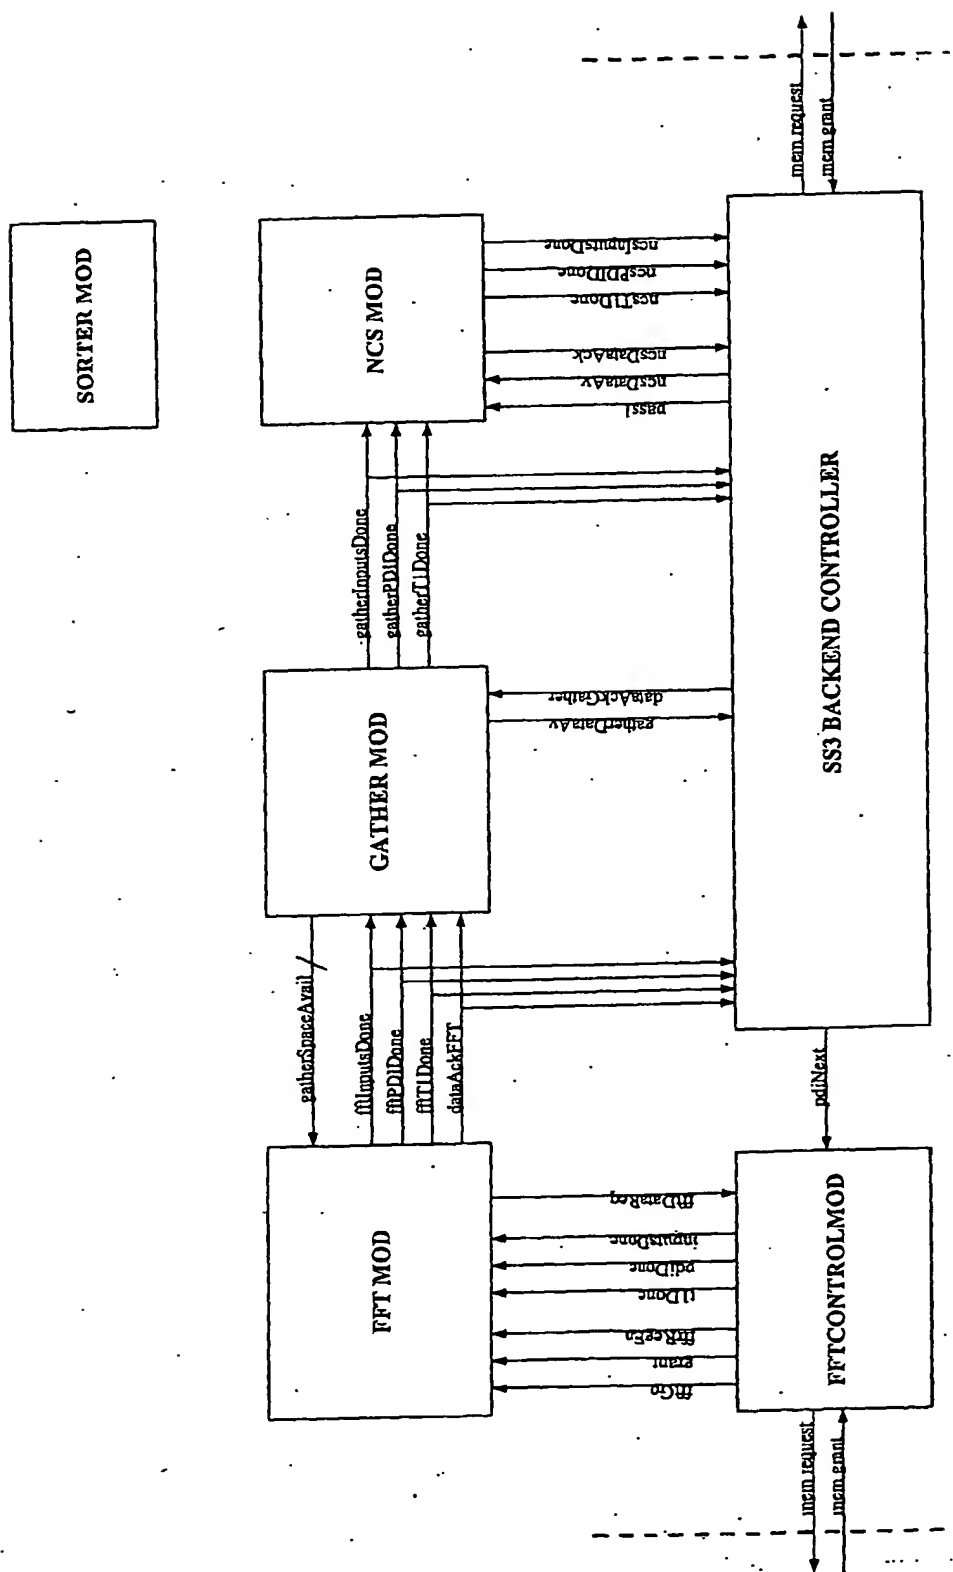 mem request
mem grant
SORTER MOD
NCS MOD
ncsInputsDone
ncsPDIDone
ncsT1Done
ncsDataAck
ncsDataAv
pass1
gatherInputsDone
gatherPDIDone
gatherT1Done
SS3 BACKEND CONTROLLER
GATHER MOD
dataAckGather
gatherDataAv
gatherSpaceAvail
fftInputsDone
fftPDIDone
fftT1Done
dataAckFFT
pdiNext
FFT MOD
fftDataReq
inputsDone
pdiDone
t1Done
fftRegEn
grant
fftGo
FFTCONTROLMOD
mem request
mem grant